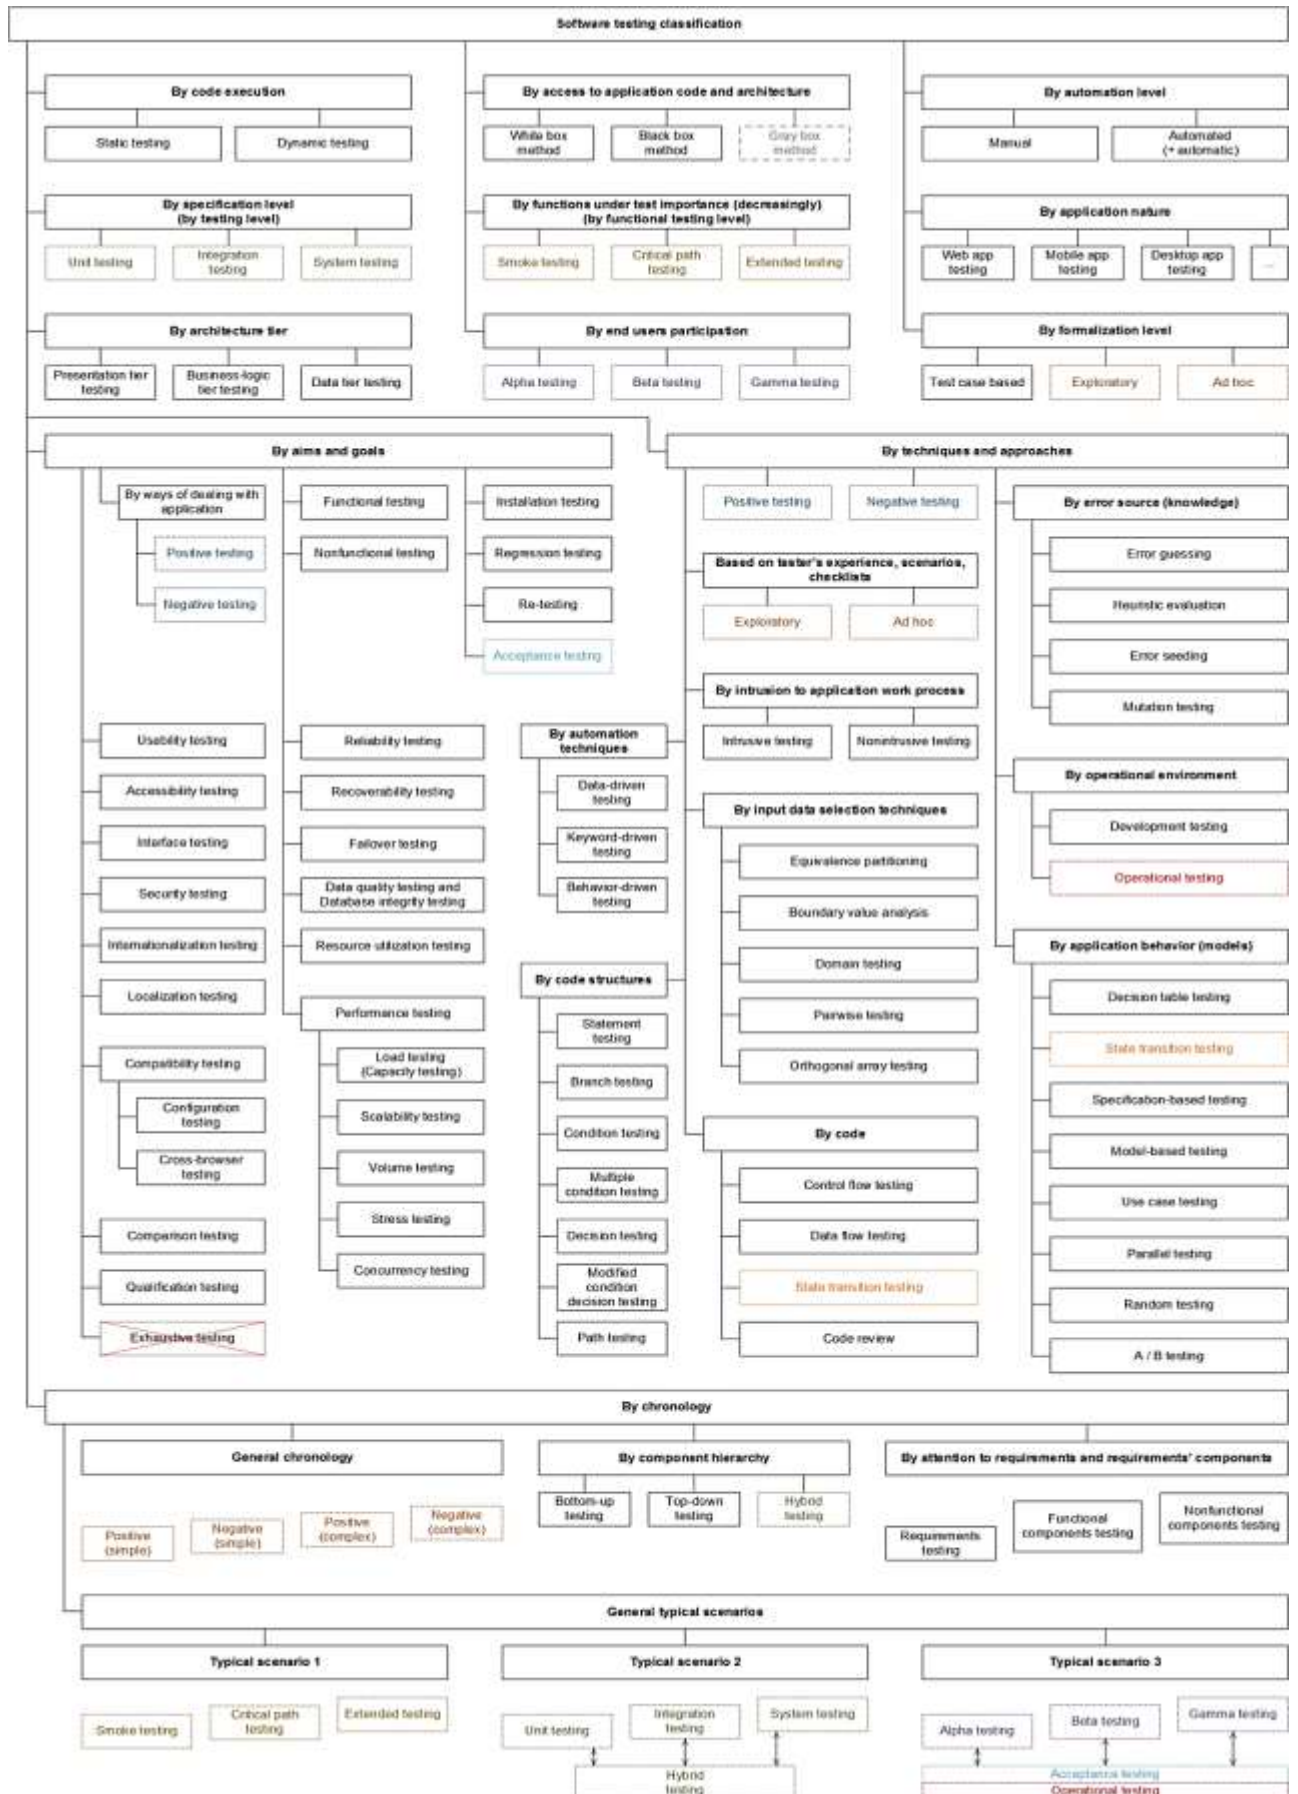 Software testing classification
By code execution
Static testing
Dynamic testing
By access to application code and architecture
White box
method
Black box
method
Gray box
method
By automation level
Manual
Automated
(+ automatic)
By specification level
(by testing level)
Unit testing
Integration
testing
System testing
By functions under test importance (decreasingly)
(by functional testing level)
Smoke testing
Critical path
testing
Extended testing
By application nature
Web app
testing
Mobile app
testing
Desktop app
testing
...
By architecture tier
Presentation tier
testing
Business-logic
tier testing
Data tier testing
By end users participation
Alpha testing
Beta testing
Gamma testing
By formalization level
Test case based
Exploratory
Ad hoc
By aims and goals
By ways of dealing with
application
Positive testing
Negative testing
Functional testing
Nonfunctional testing
Installation testing
Regression testing
Re-testing
Acceptance testing
Usability testing
Accessibility testing
Interface testing
Security testing
Internationalization testing
Localization testing
Compatibility testing
Configuration
testing
Cross-browser
testing
Comparison testing
Qualification testing
Exhaustive testing
Reliability testing
Recoverability testing
Failover testing
Data quality testing and
Database integrity testing
Resource utilization testing
Performance testing
Load testing
(Capacity testing)
Scalability testing
Volume testing
Stress testing
Concurrency testing
By techniques and approaches
Positive testing
Negative testing
Based on tester's experience, scenarios,
checklists
Exploratory
Ad hoc
By intrusion to application work process
Intrusive testing
Nonintrusive testing
By automation
techniques
Data-driven
testing
Keyword-driven
testing
Behavior-driven
testing
By input data selection techniques
Equivalence partitioning
Boundary value analysis
Domain testing
Pairwise testing
Orthogonal array testing
By code structures
Statement
testing
Branch testing
Condition testing
Multiple
condition testing
Decision testing
Modified
condition
decision testing
Path testing
By code
Control flow testing
Data flow testing
State transition testing
Code review
By error source (knowledge)
Error guessing
Heuristic evaluation
Error seeding
Mutation testing
By operational environment
Development testing
Operational testing
By application behavior (models)
Decision table testing
State transition testing
Specification-based testing
Model-based testing
Use case testing
Parallel testing
Random testing
A / B testing
By chronology
General chronology
Positive
(simple)
Negative
(simple)
Positive
(complex)
Negative
(complex)
By component hierarchy
Bottom-up
testing
Top-down
testing
Hybrid
testing
By attention to requirements and requirements' components
Requirements
testing
Functional
components testing
Nonfunctional
components testing
General typical scenarios
Typical scenario 1
Smoke testing
Critical path
testing
Extended testing
Typical scenario 2
Unit testing
Integration
testing
System testing
Hybrid
testing
Typical scenario 3
Alpha testing
Beta testing
Gamma testing
Acceptance testing
Operational testing